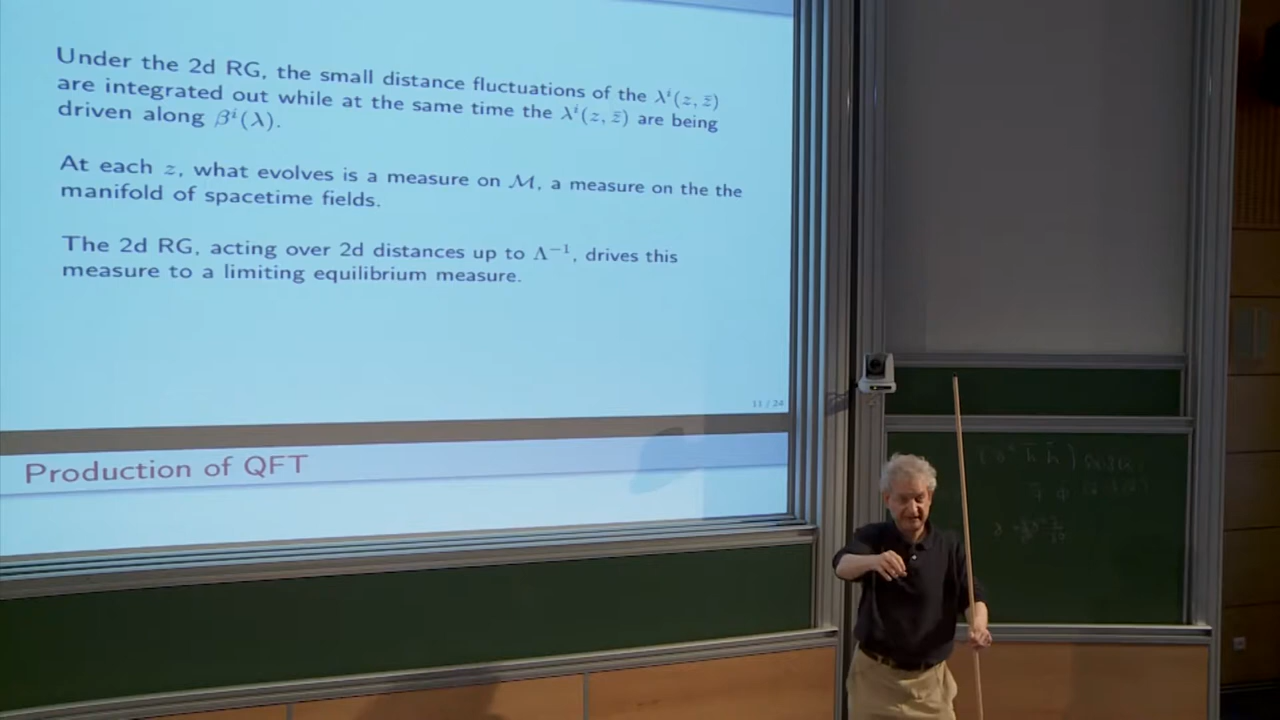 Under the 2d RG, the small distance fluctuations of the λⁱ(z, z̄)
are integrated out while at the same time the λⁱ(z, z̄) are being
driven along βⁱ(λ).
At each z, what evolves is a measure on ℳ, a measure on the the
manifold of spacetime fields.
The 2d RG, acting over 2d distances up to Λ⁻¹, drives this
measure to a limiting equilibrium measure.
11 / 24
Production of QFT